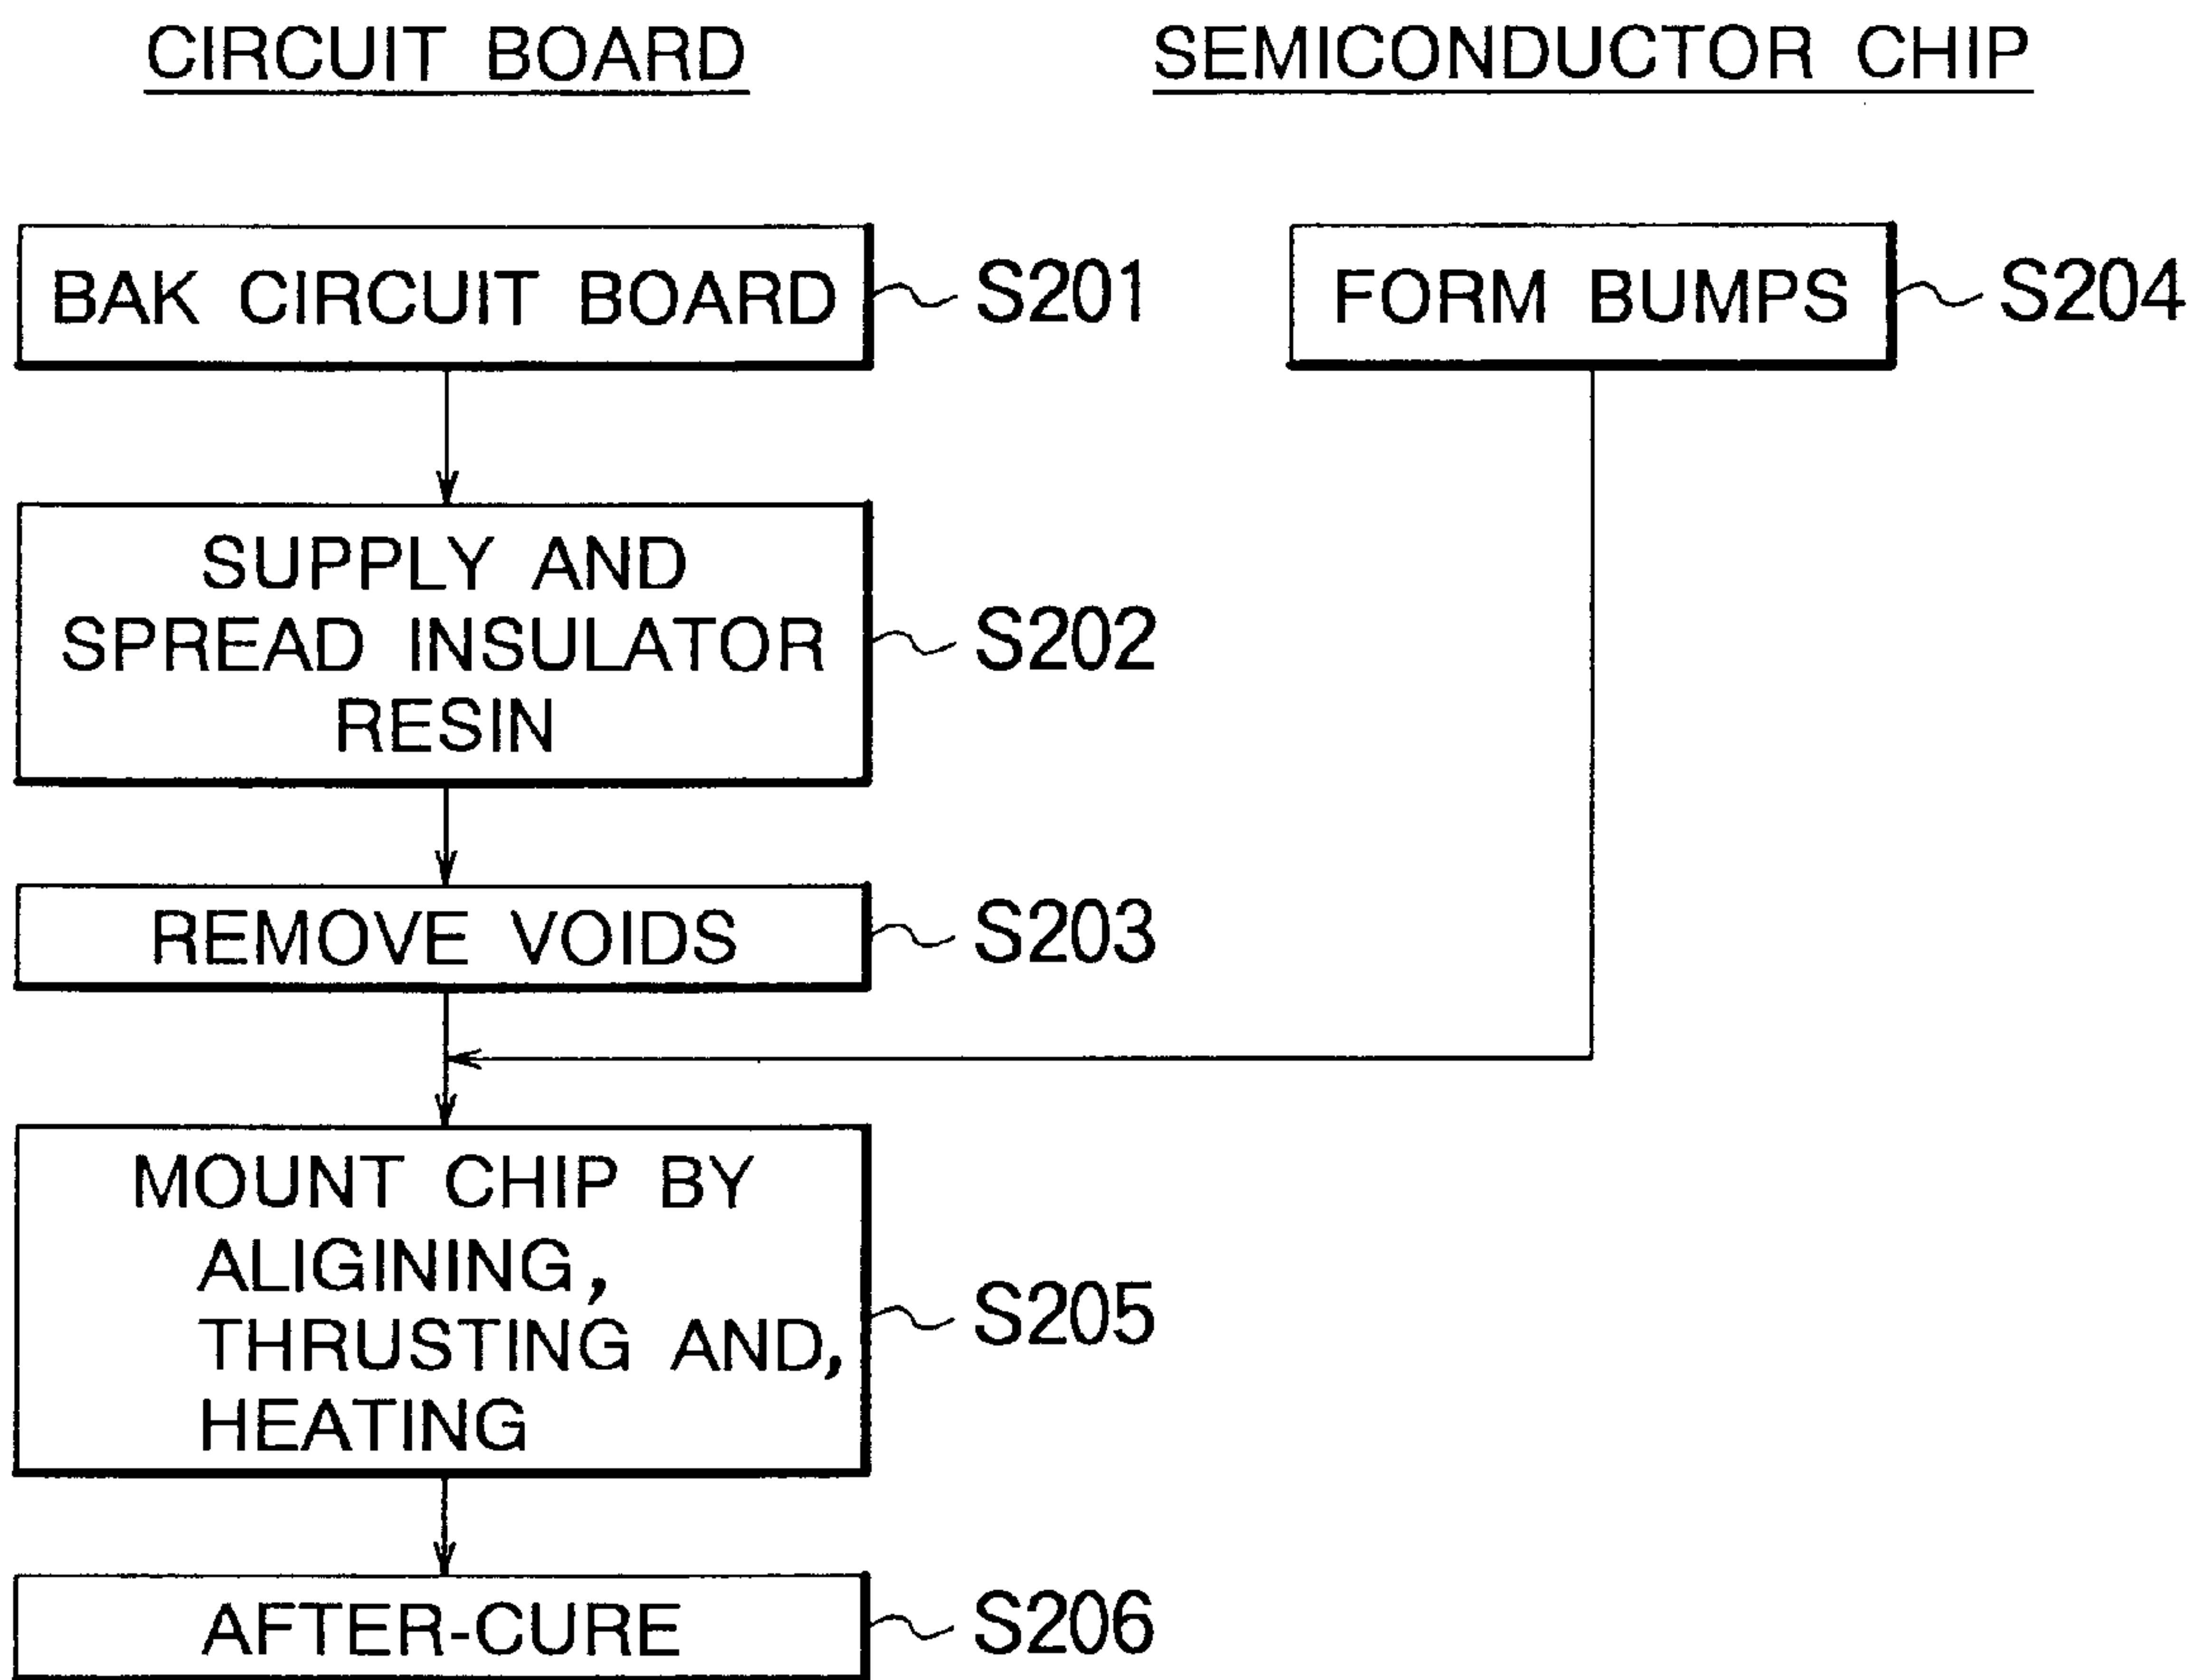 CIRCUIT BOARD
SEMICONDUCTOR CHIP
BAK CIRCUIT BOARD
S201
FORM BUMPS
S204
SUPPLY AND
SPREAD INSULATOR
RESIN
S202
REMOVE VOIDS
S203
MOUNT CHIP BY
ALIGINING,
THRUSTING AND,
HEATING
S205
AFTER-CURE
S206